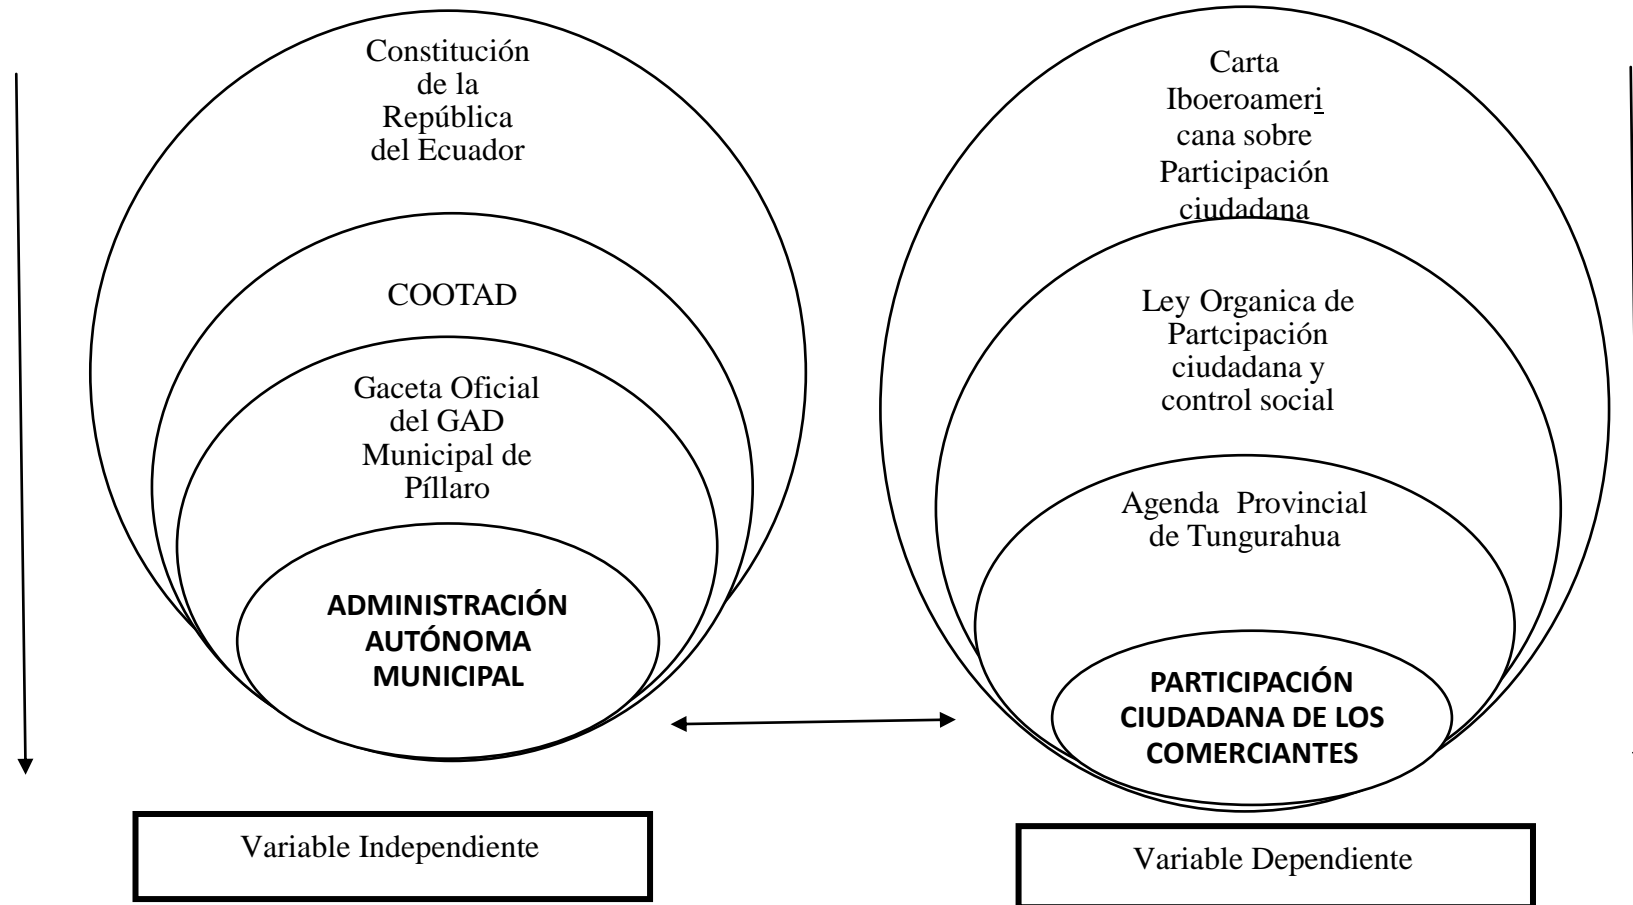 Constitución
de la
República
del Ecuador
COOTAD
Gaceta Oficial
del GAD
Municipal de
Píllaro
ADMINISTRACIÓN
AUTÓNOMA
MUNICIPAL
Variable Independiente
Carta
Iboeroameri
cana sobre
Participación
ciudadana
Ley Organica de
Partcipación
ciudadana y
control social
Agenda Provincial
de Tungurahua
PARTICIPACIÓN
CIUDADANA DE LOS
COMERCIANTES
Variable Dependiente